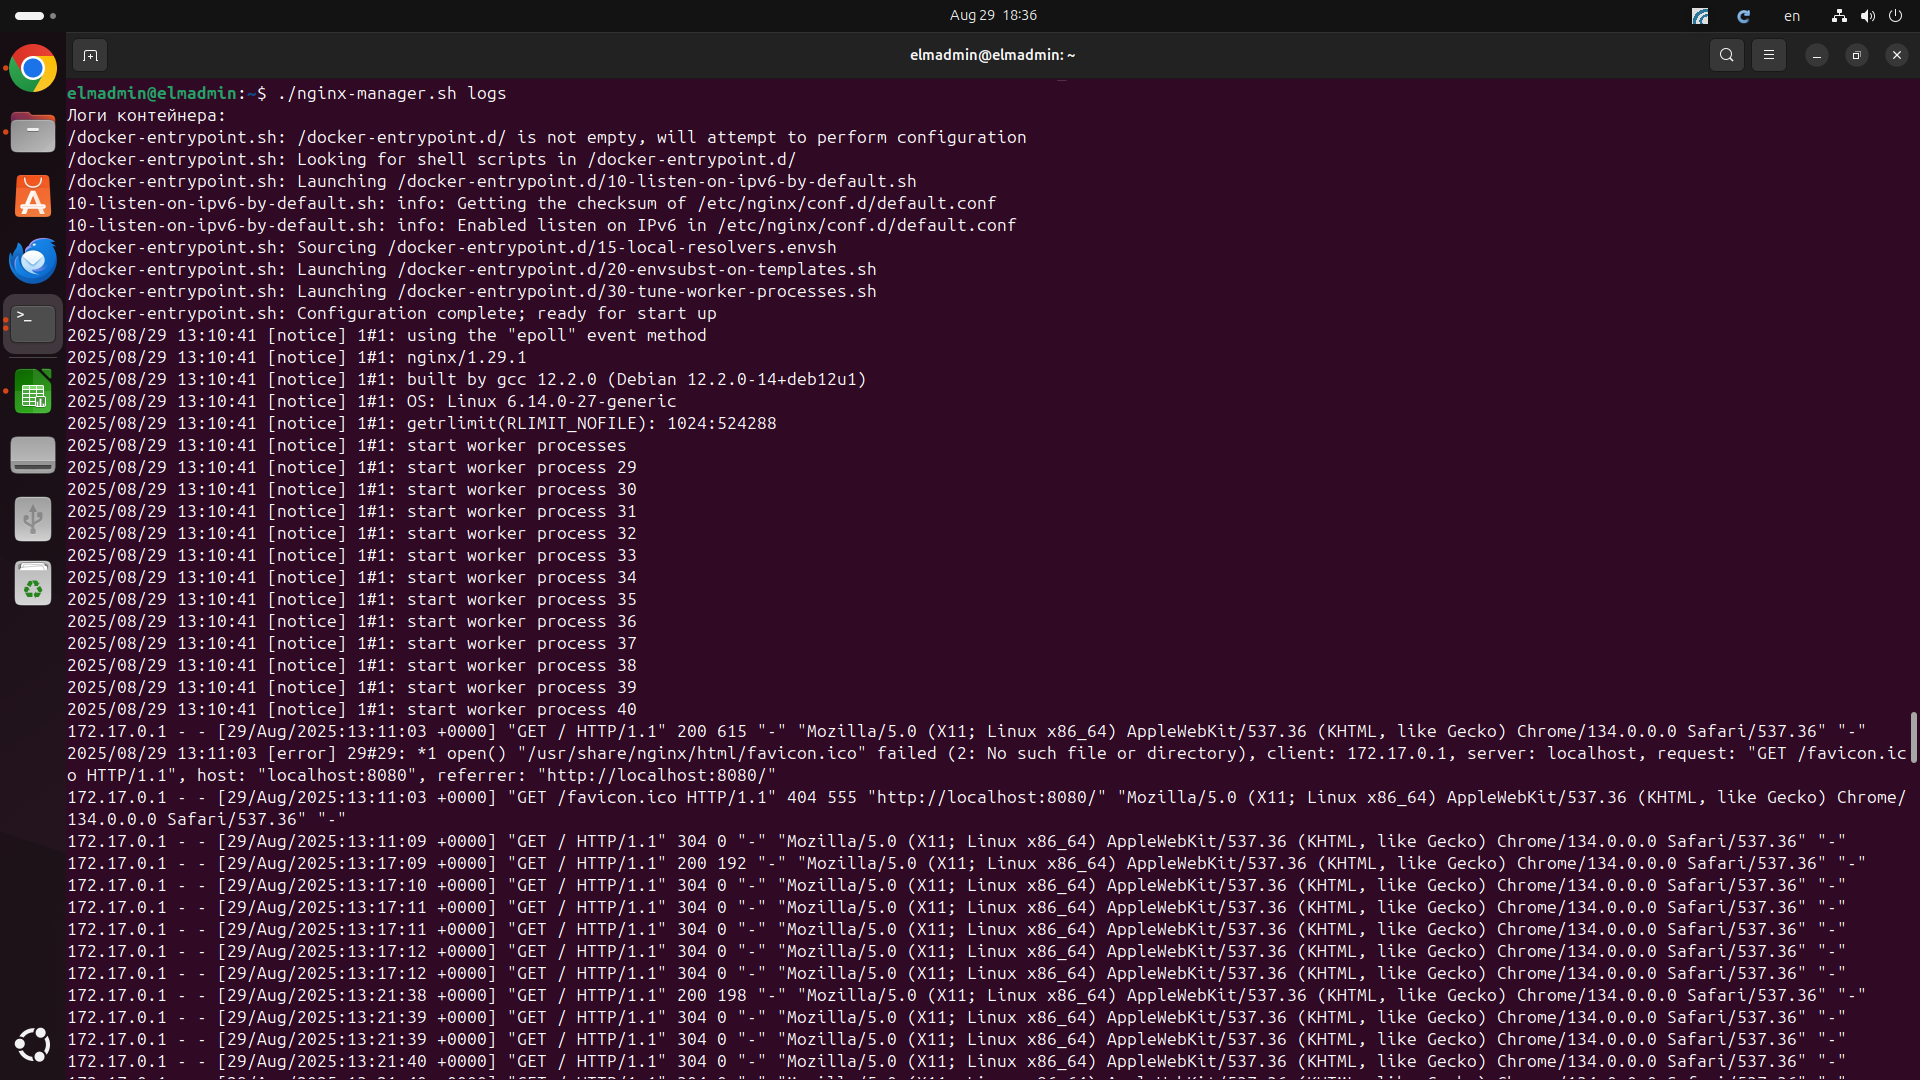 Aug 29 18:36
en
elmadmin@elmadmin: ~
elmadmin@elmadmin:~$ ./nginx-manager.sh logs
Логи контейнера:
/docker-entrypoint.sh: /docker-entrypoint.d/ is not empty, will attempt to perform configuration
/docker-entrypoint.sh: Looking for shell scripts in /docker-entrypoint.d/
/docker-entrypoint.sh: Launching /docker-entrypoint.d/10-listen-on-ipv6-by-default.sh
10-listen-on-ipv6-by-default.sh: info: Getting the checksum of /etc/nginx/conf.d/default.conf
10-listen-on-ipv6-by-default.sh: info: Enabled listen on IPv6 in /etc/nginx/conf.d/default.conf
/docker-entrypoint.sh: Sourcing /docker-entrypoint.d/15-local-resolvers.envsh
/docker-entrypoint.sh: Launching /docker-entrypoint.d/20-envsubst-on-templates.sh
/docker-entrypoint.sh: Launching /docker-entrypoint.d/30-tune-worker-processes.sh
/docker-entrypoint.sh: Configuration complete; ready for start up
2025/08/29 13:10:41 [notice] 1#1: using the "epoll" event method
2025/08/29 13:10:41 [notice] 1#1: nginx/1.29.1
2025/08/29 13:10:41 [notice] 1#1: built by gcc 12.2.0 (Debian 12.2.0-14+deb12u1)
2025/08/29 13:10:41 [notice] 1#1: OS: Linux 6.14.0-27-generic
2025/08/29 13:10:41 [notice] 1#1: getrlimit(RLIMIT_NOFILE): 1024:524288
2025/08/29 13:10:41 [notice] 1#1: start worker processes
2025/08/29 13:10:41 [notice] 1#1: start worker process 29
2025/08/29 13:10:41 [notice] 1#1: start worker process 30
2025/08/29 13:10:41 [notice] 1#1: start worker process 31
2025/08/29 13:10:41 [notice] 1#1: start worker process 32
2025/08/29 13:10:41 [notice] 1#1: start worker process 33
2025/08/29 13:10:41 [notice] 1#1: start worker process 34
2025/08/29 13:10:41 [notice] 1#1: start worker process 35
2025/08/29 13:10:41 [notice] 1#1: start worker process 36
2025/08/29 13:10:41 [notice] 1#1: start worker process 37
2025/08/29 13:10:41 [notice] 1#1: start worker process 38
2025/08/29 13:10:41 [notice] 1#1: start worker process 39
2025/08/29 13:10:41 [notice] 1#1: start worker process 40
172.17.0.1 - - [29/Aug/2025:13:11:03 +0000] "GET / HTTP/1.1" 200 615 "-" "Mozilla/5.0 (X11; Linux x86_64) AppleWebKit/537.36 (KHTML, like Gecko) Chrome/134.0.0.0 Safari/537.36" "-"
2025/08/29 13:11:03 [error] 29#29: *1 open() "/usr/share/nginx/html/favicon.ico" failed (2: No such file or directory), client: 172.17.0.1, server: localhost, request: "GET /favicon.ic
o HTTP/1.1", host: "localhost:8080", referrer: "http://localhost:8080/"
172.17.0.1 - - [29/Aug/2025:13:11:03 +0000] "GET /favicon.ico HTTP/1.1" 404 555 "http://localhost:8080/" "Mozilla/5.0 (X11; Linux x86_64) AppleWebKit/537.36 (KHTML, like Gecko) Chrome/
134.0.0.0 Safari/537.36" "-"
172.17.0.1 - - [29/Aug/2025:13:11:09 +0000] "GET / HTTP/1.1" 304 0 "-" "Mozilla/5.0 (X11; Linux x86_64) AppleWebKit/537.36 (KHTML, like Gecko) Chrome/134.0.0.0 Safari/537.36" "-"
172.17.0.1 - - [29/Aug/2025:13:17:09 +0000] "GET / HTTP/1.1" 200 192 "-" "Mozilla/5.0 (X11; Linux x86_64) AppleWebKit/537.36 (KHTML, like Gecko) Chrome/134.0.0.0 Safari/537.36" "-"
172.17.0.1 - - [29/Aug/2025:13:17:10 +0000] "GET / HTTP/1.1" 304 0 "-" "Mozilla/5.0 (X11; Linux x86_64) AppleWebKit/537.36 (KHTML, like Gecko) Chrome/134.0.0.0 Safari/537.36" "-"
172.17.0.1 - - [29/Aug/2025:13:17:11 +0000] "GET / HTTP/1.1" 304 0 "-" "Mozilla/5.0 (X11; Linux x86_64) AppleWebKit/537.36 (KHTML, like Gecko) Chrome/134.0.0.0 Safari/537.36" "-"
172.17.0.1 - - [29/Aug/2025:13:17:11 +0000] "GET / HTTP/1.1" 304 0 "-" "Mozilla/5.0 (X11; Linux x86_64) AppleWebKit/537.36 (KHTML, like Gecko) Chrome/134.0.0.0 Safari/537.36" "-"
172.17.0.1 - - [29/Aug/2025:13:17:12 +0000] "GET / HTTP/1.1" 304 0 "-" "Mozilla/5.0 (X11; Linux x86_64) AppleWebKit/537.36 (KHTML, like Gecko) Chrome/134.0.0.0 Safari/537.36" "-"
172.17.0.1 - - [29/Aug/2025:13:17:12 +0000] "GET / HTTP/1.1" 304 0 "-" "Mozilla/5.0 (X11; Linux x86_64) AppleWebKit/537.36 (KHTML, like Gecko) Chrome/134.0.0.0 Safari/537.36" "-"
172.17.0.1 - - [29/Aug/2025:13:21:38 +0000] "GET / HTTP/1.1" 200 198 "-" "Mozilla/5.0 (X11; Linux x86_64) AppleWebKit/537.36 (KHTML, like Gecko) Chrome/134.0.0.0 Safari/537.36" "-"
172.17.0.1 - - [29/Aug/2025:13:21:39 +0000] "GET / HTTP/1.1" 304 0 "-" "Mozilla/5.0 (X11; Linux x86_64) AppleWebKit/537.36 (KHTML, like Gecko) Chrome/134.0.0.0 Safari/537.36" "-"
172.17.0.1 - - [29/Aug/2025:13:21:39 +0000] "GET / HTTP/1.1" 304 0 "-" "Mozilla/5.0 (X11; Linux x86_64) AppleWebKit/537.36 (KHTML, like Gecko) Chrome/134.0.0.0 Safari/537.36" "-"
172.17.0.1 - - [29/Aug/2025:13:21:40 +0000] "GET / HTTP/1.1" 304 0 "-" "Mozilla/5.0 (X11; Linux x86_64) AppleWebKit/537.36 (KHTML, like Gecko) Chrome/134.0.0.0 Safari/537.36" "-"